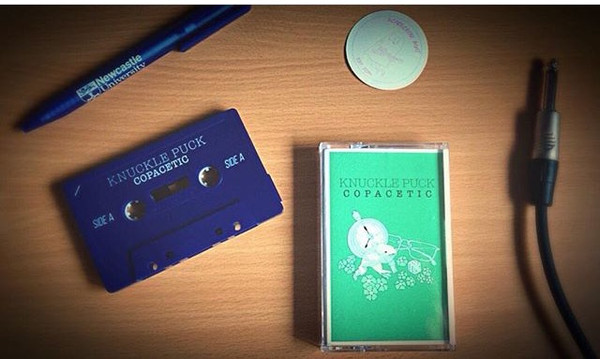 Newcastle
University
KNUCKLE PUCK
COPACETIC
SIDE A
SIDE A
KNUCKLE PUCK
COPACETIC